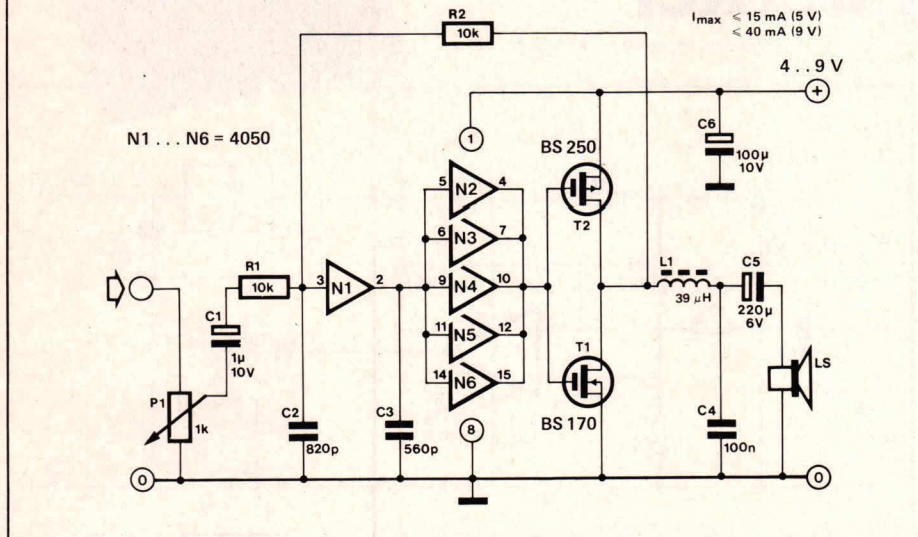 R2
10k
Imax ⩽ 15 mA (5 V)
⩽ 40 mA (9 V)
4 . . 9 V
+
N1 . . . N6 = 4050
1
C6
100µ
10V
BS 250
T2
5 N2 4
6 N3 7
9 N4 10
11 N5 12
14 N6 15
R1
10k
3 N1 2
C1
1µ
10V
L1
39 µH
C5
220µ
6V
T1
BS 170
LS
P1
1k
C2
820p
C3
560p
8
C4
100n
0
0